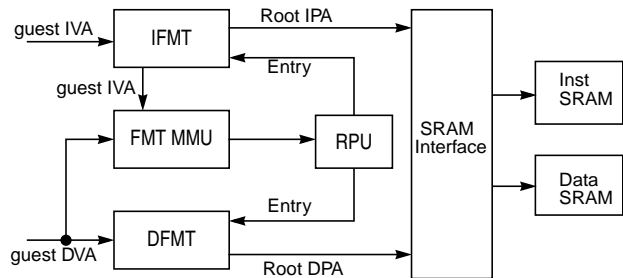 guest IVA
IFMT
Root IPA
Entry
guest IVA
FMT MMU
RPU
SRAM
Interface
Inst
SRAM
Data
SRAM
Entry
guest DVA
DFMT
Root DPA